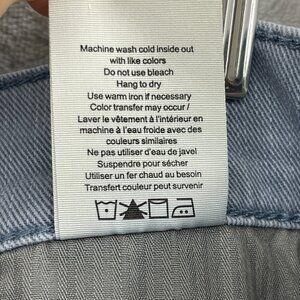 Machine wash cold inside out
with like colors
Do not use bleach
Hang to dry
Use warm iron if necessary
Color transfer may occur /
Laver le vêtement à l'intérieur en
machine à l'eau froide avec des
couleurs similaires
Ne pas utiliser d'eau de javel
Suspendre pour sécher
Utiliser un fer chaud au besoin
Transfert couleur peut survenir